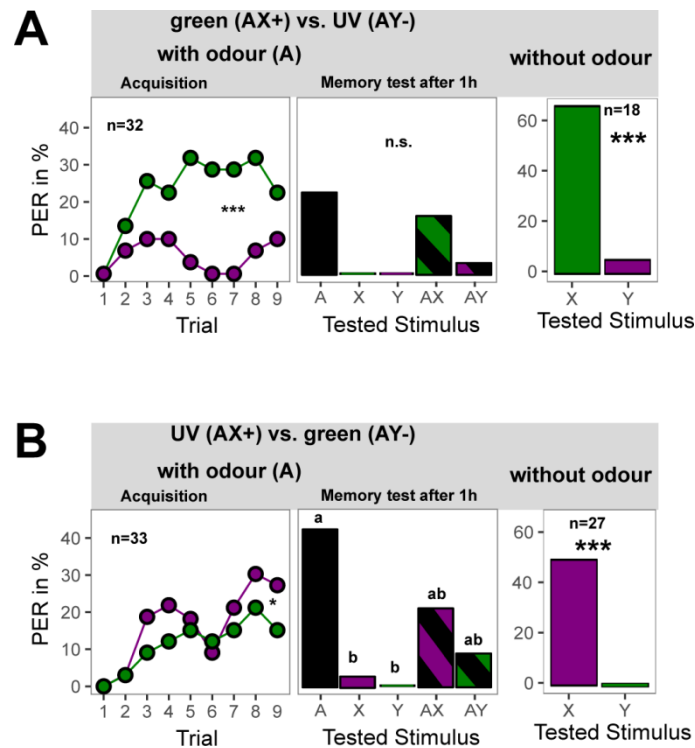 A
green (AX+) vs. UV (AY-)
with odour (A)
without odour
Acquisition
Memory test after 1h
PER in %
40
30
20
10
0
n=32
***
1 2 3 4 5 6 7 8 9
Trial
n.s.
A X Y AX AY
Tested Stimulus
60
40
20
0
n=18
***
X Y
Tested Stimulus
B
UV (AX+) vs. green (AY-)
with odour (A)
without odour
Acquisition
Memory test after 1h
PER in %
40
30
20
10
0
n=33
*
1 2 3 4 5 6 7 8 9
Trial
a
b b ab ab
A X Y AX AY
Tested Stimulus
60
40
20
0
n=27
***
X Y
Tested Stimulus